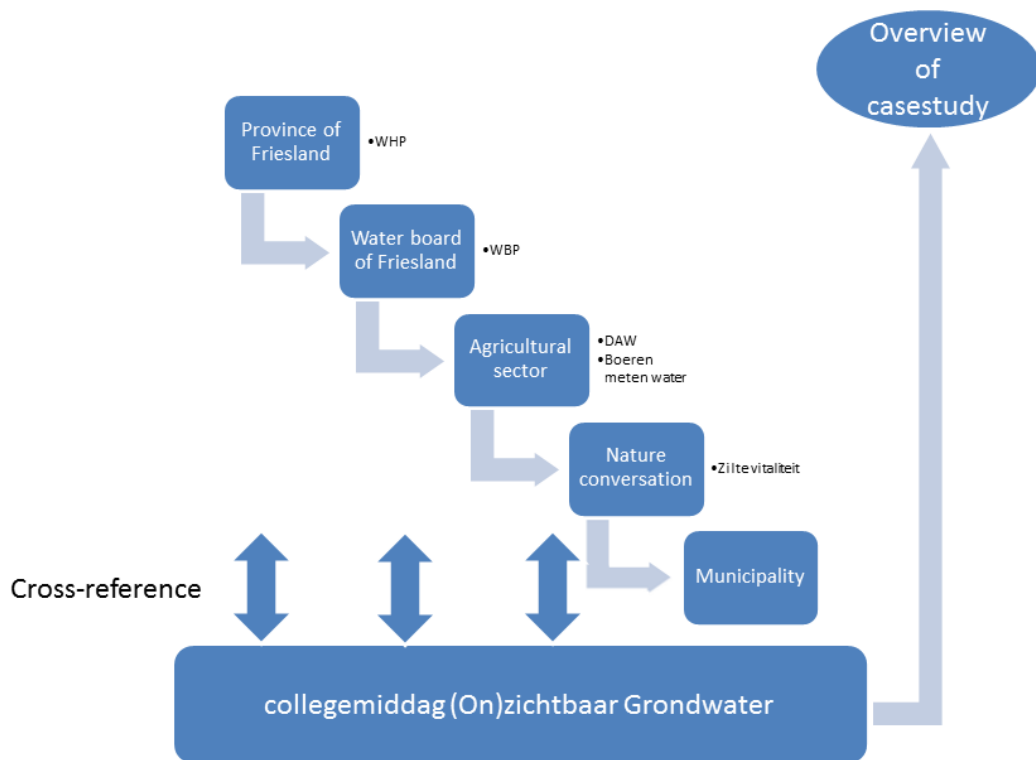 Overview
of
casestudy
Province of
Friesland
•WHP
Water board
of Friesland
•WBP
Agricultural
sector
•DAW
•Boeren
meten water
Nature
conversation
•Zilte vitaliteit
Municipality
Cross-reference
collegemiddag (On)zichtbaar Grondwater